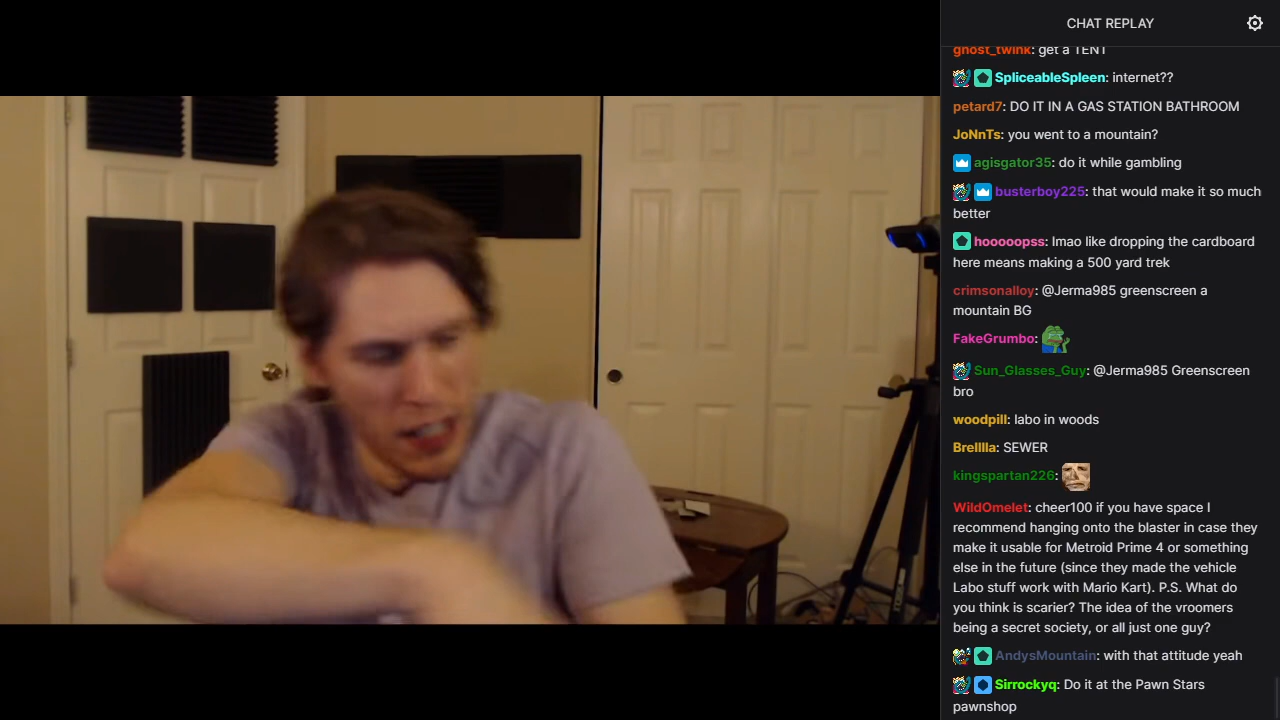 CHAT REPLAY
ghost_twink: get a TENT
SpliceableSpleen: internet??
petard7: DO IT IN A GAS STATION BATHROOM
JoNnTs: you went to a mountain?
agisgator35: do it while gambling
busterboy225: that would make it so much
better
hooooopss: lmao like dropping the cardboard
here means making a 500 yard trek
crimsonalloy: @Jerma985 greenscreen a
mountain BG
FakeGrumbo:
Sun_Glasses_Guy: @Jerma985 Greenscreen
bro
woodpill: labo in woods
Brelllla: SEWER
kingspartan226:
WildOmelet: cheer100 if you have space I
recommend hanging onto the blaster in case they
make it usable for Metroid Prime 4 or something
else in the future (since they made the vehicle
Labo stuff work with Mario Kart). P.S. What do
you think is scarier? The idea of the vroomers
being a secret society, or all just one guy?
AndysMountain: with that attitude yeah
Sirrockyq: Do it at the Pawn Stars
pawnshop